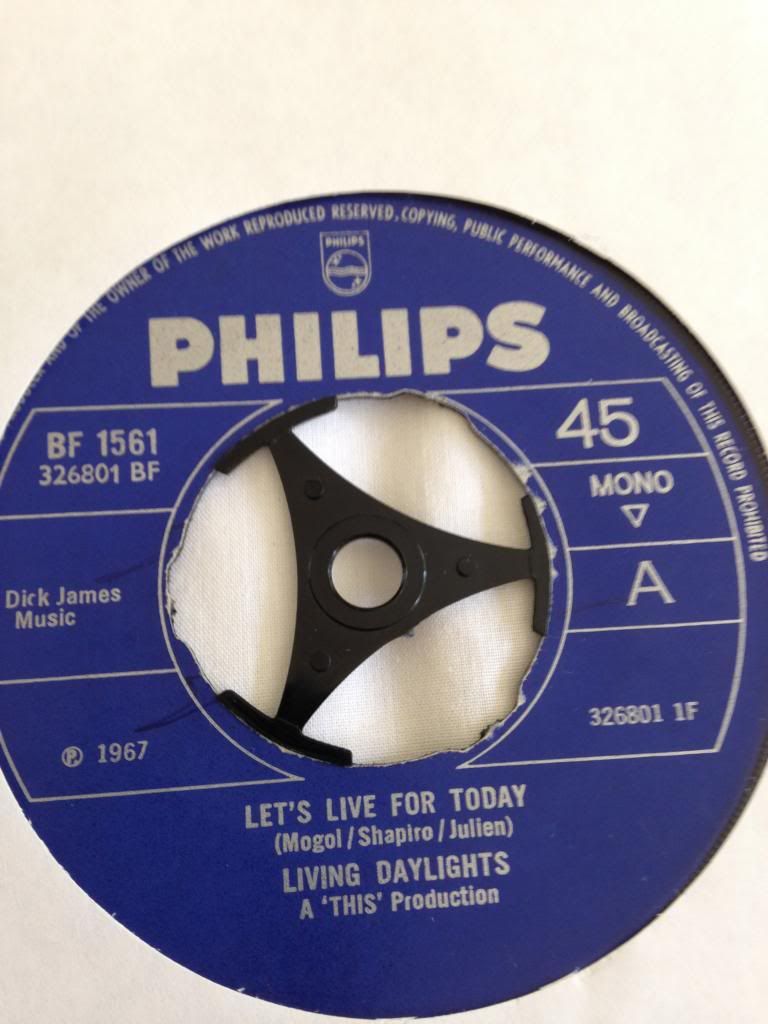 OF THE OWNER OF THE WORK REPRODUCED RESERVED, COPYING, PUBLIC PERFORMANCE AND BROADCASTING OF THIS RECORD PROHIBITED
PHILIPS
PHILIPS
BF 1561
326801 BF
45
MONO
A
Dick James
Music
326801 1F
Ⓟ 1967
LET'S LIVE FOR TODAY
(Mogol / Shapiro / Julien)
LIVING DAYLIGHTS
A 'THIS' Production